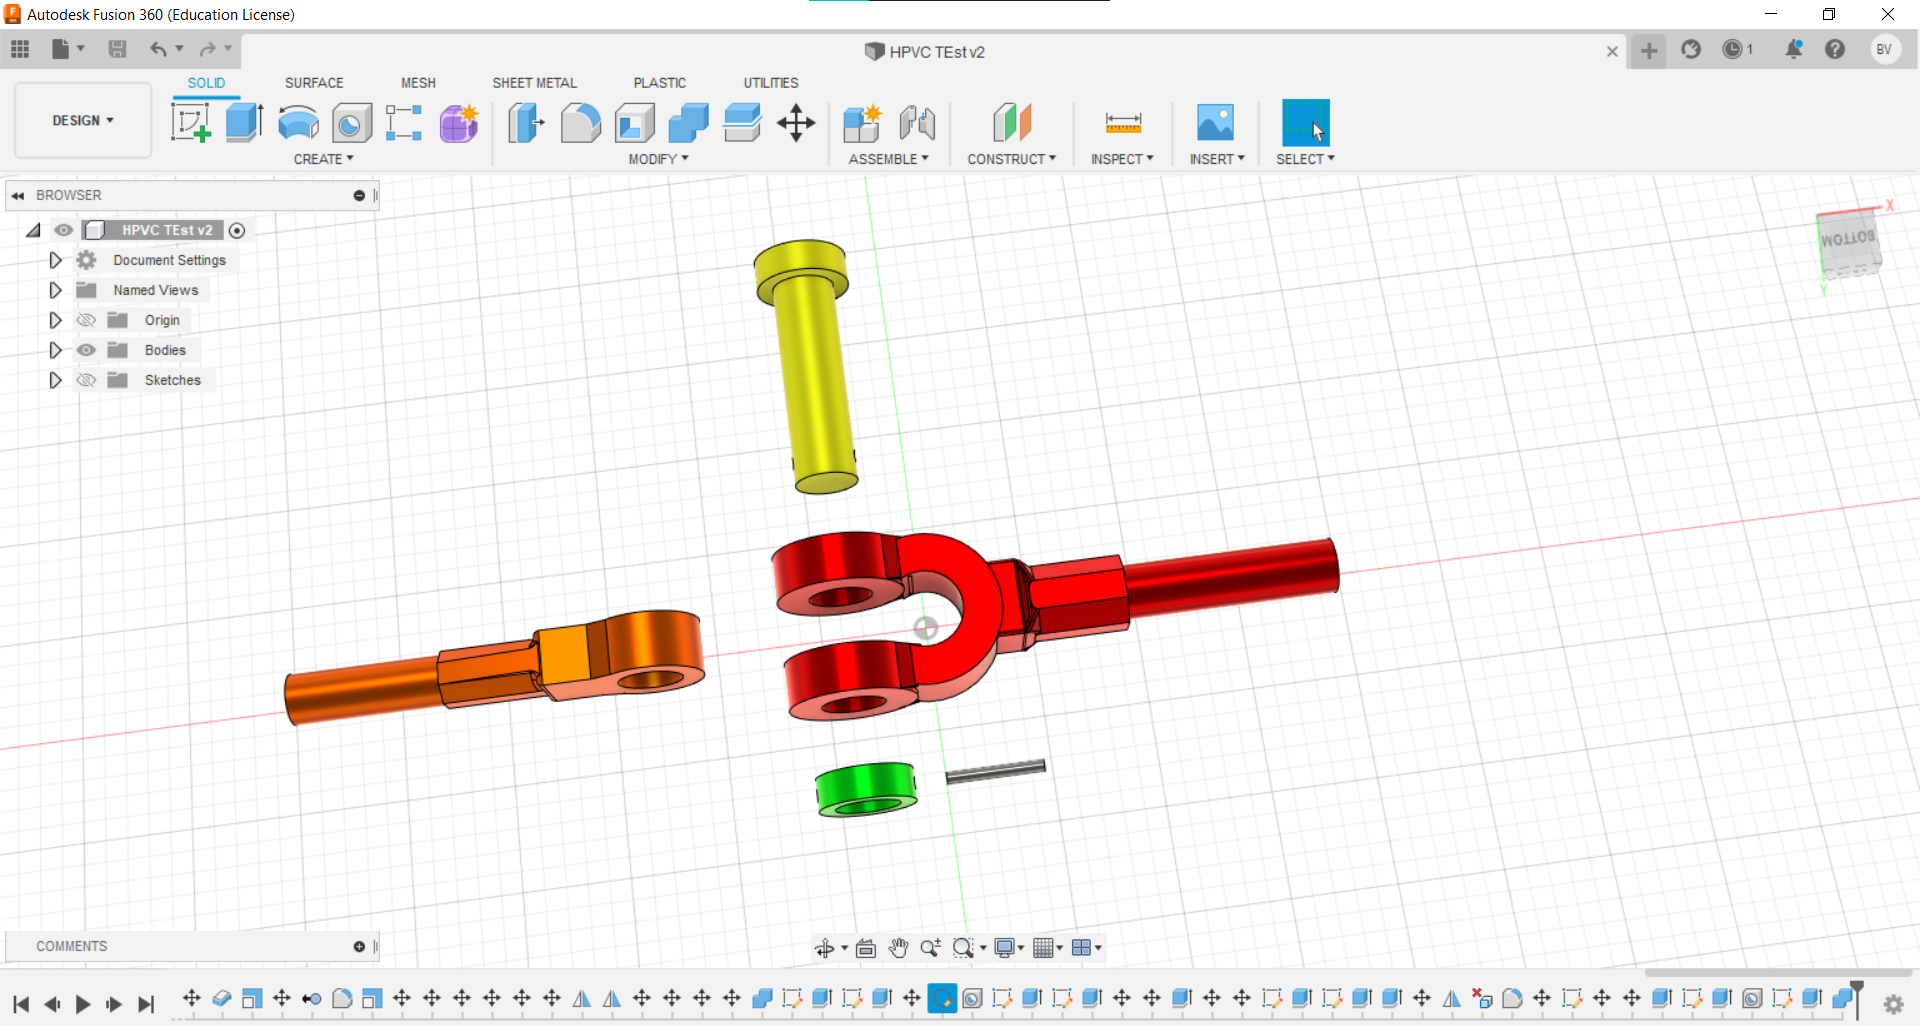 Autodesk Fusion 360 (Education License)
HPVC TEst v2
1
BV
DESIGN
SOLID
SURFACE
MESH
SHEET METAL
PLASTIC
UTILITIES
CREATE
MODIFY
ASSEMBLE
CONSTRUCT
INSPECT
INSERT
SELECT
BROWSER
HPVC TEst v2
Document Settings
Named Views
Origin
Bodies
Sketches
X
BOTTOM
Y
COMMENTS